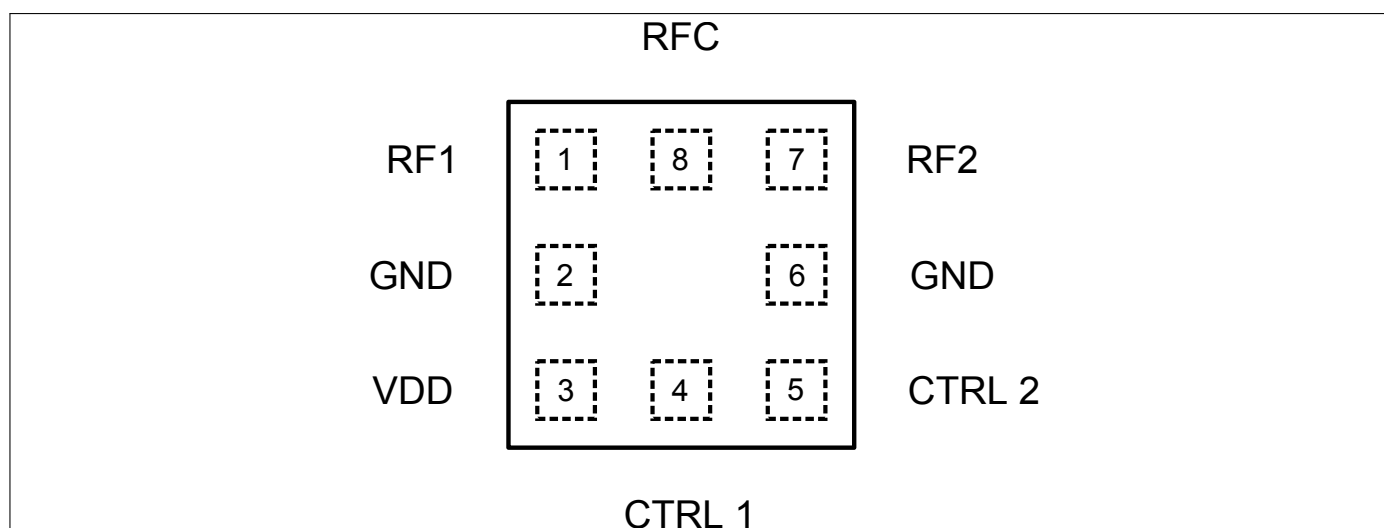 RFC
RF1 1 8 7 RF2
GND 2 6 GND
VDD 3 4 5 CTRL 2
CTRL 1